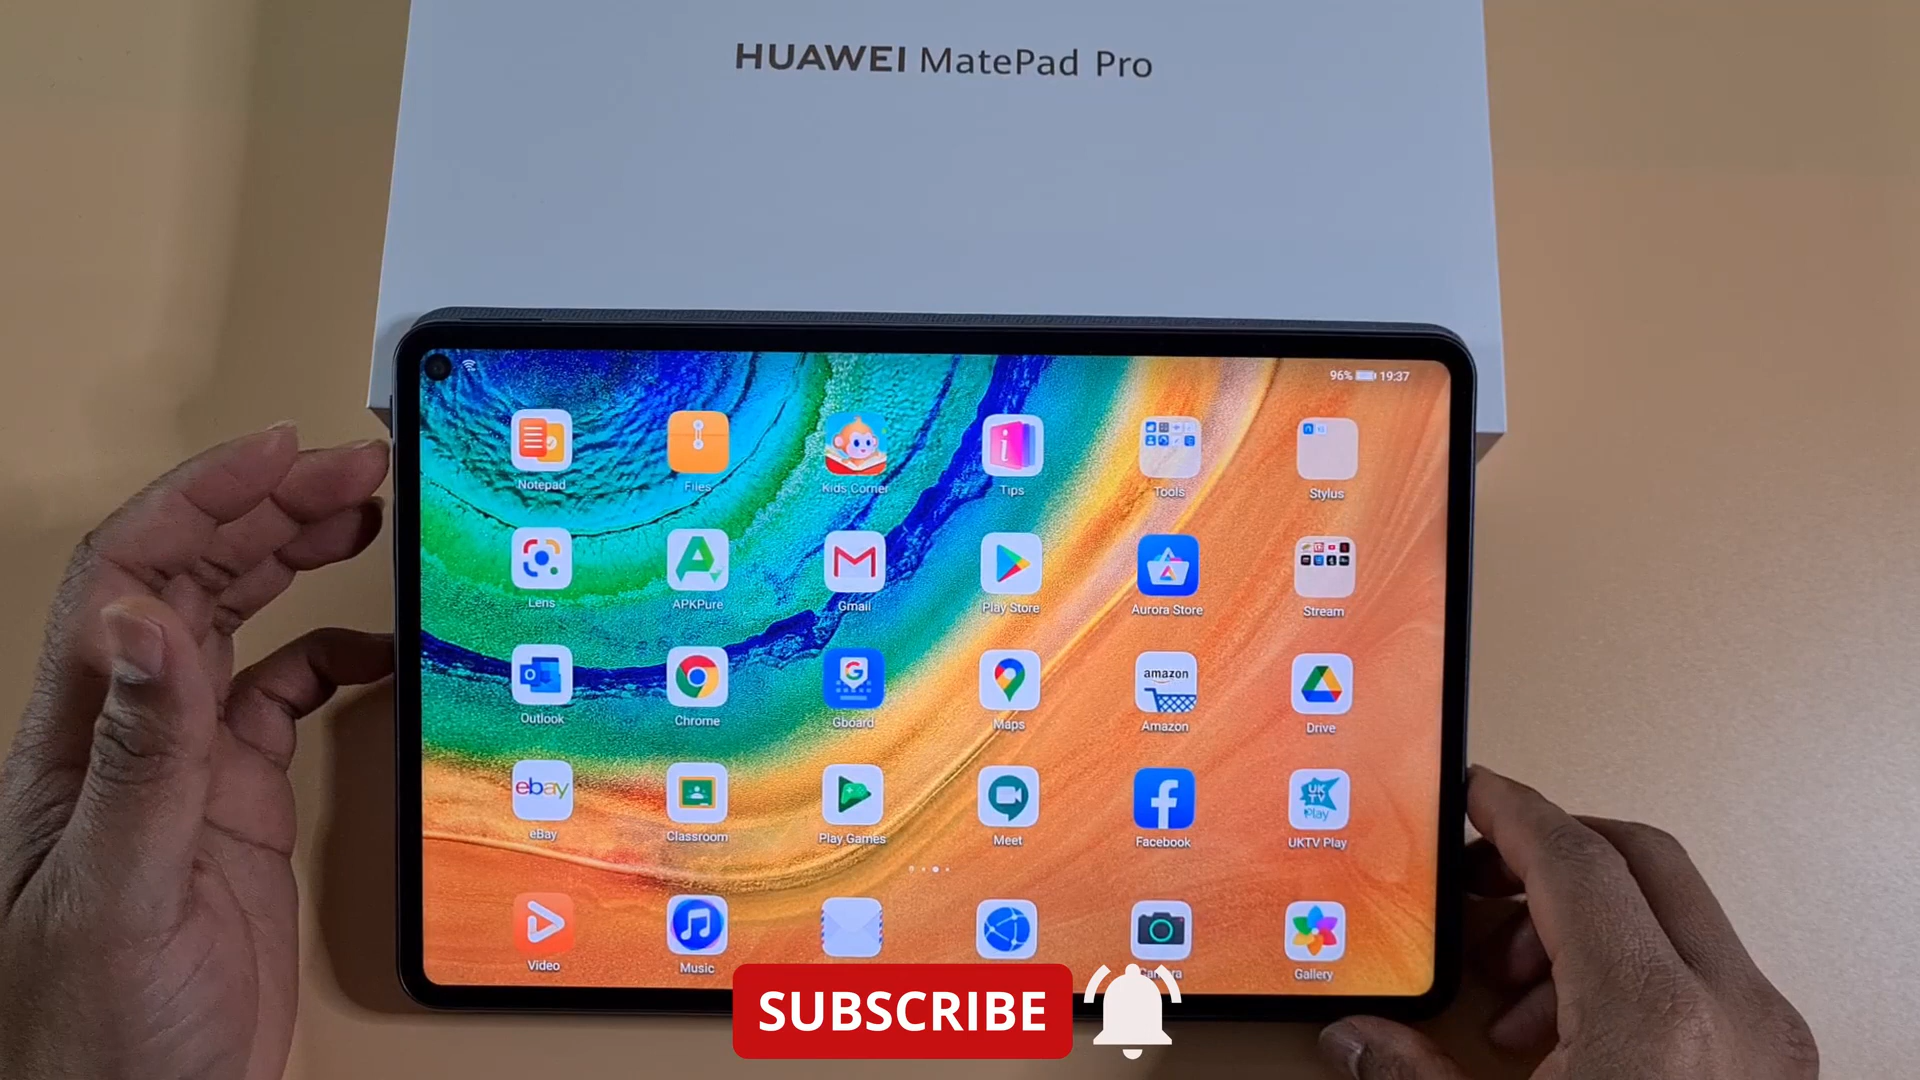 HUAWEI MatePad Pro
96% 19:37
Notepad
Files
Kids Corner
Tips
Tools
Stylus
Lens
APKPure
Gmail
Play Store
Aurora Store
Stream
amazon
Outlook
Chrome
Gboard
Maps
Amazon
Drive
ebay
UK
TV
Play
eBay
Classroom
Play Games
Meet
Facebook
UKTV Play
Video
Music
Camera
Gallery
SUBSCRIBE